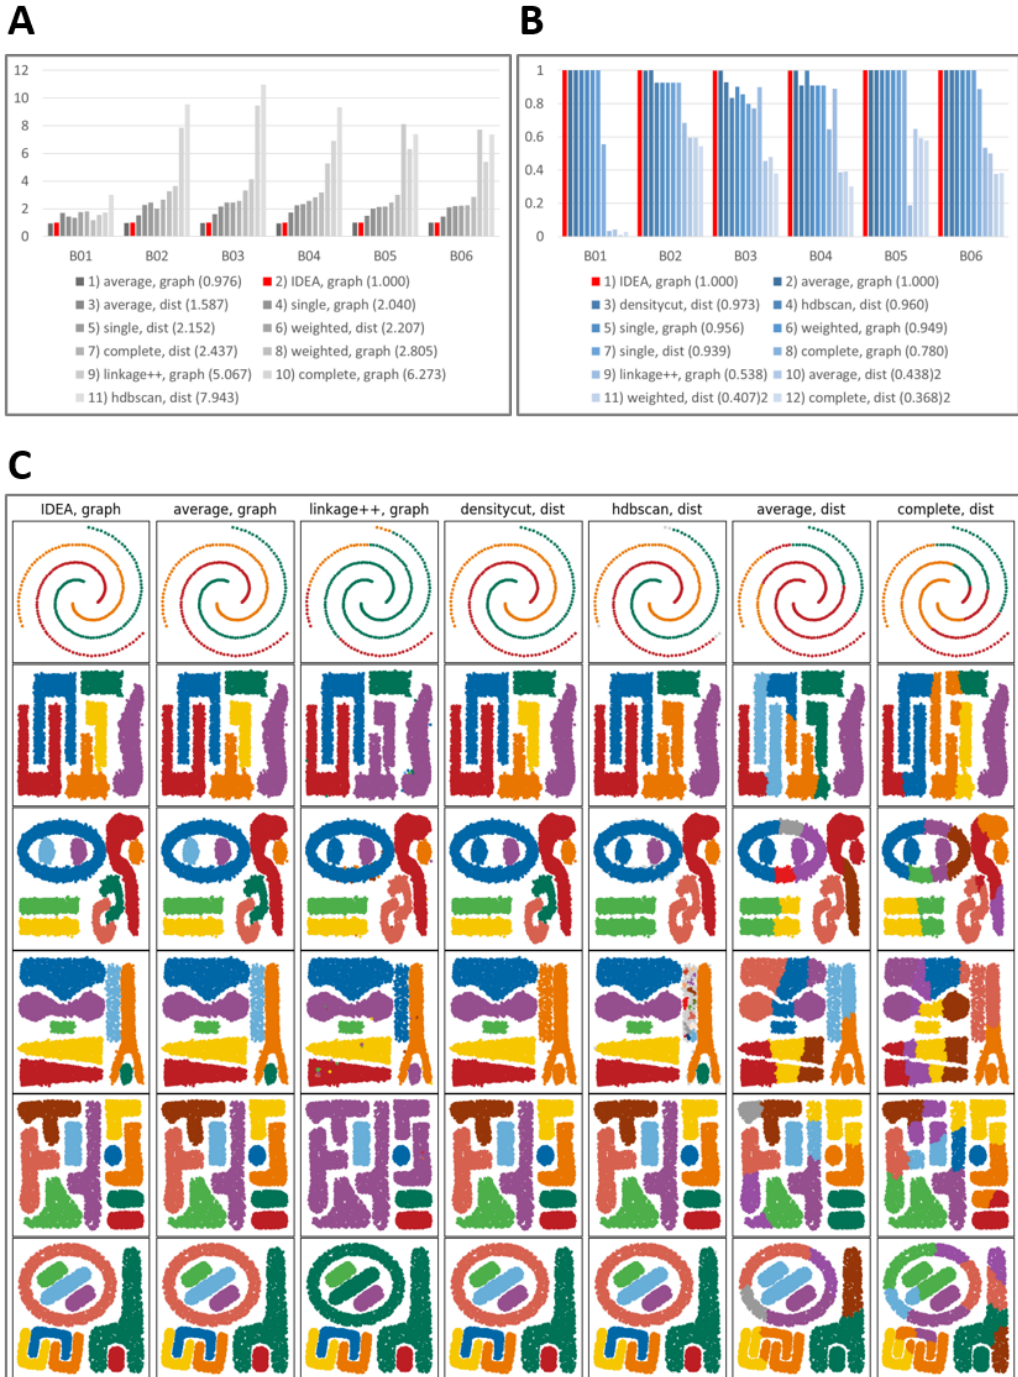 A
B
12
10
8
6
4
2
0
B01 B02 B03 B04 B05 B06
1) average, graph (0.976) 2) IDEA, graph (1.000)
3) average, dist (1.587) 4) single, graph (2.040)
5) single, dist (2.152) 6) weighted, dist (2.207)
7) complete, dist (2.437) 8) weighted, graph (2.805)
9) linkage++, graph (5.067) 10) complete, graph (6.273)
11) hdbscan, dist (7.943)
1
0.8
0.6
0.4
0.2
0
B01 B02 B03 B04 B05 B06
1) IDEA, graph (1.000) 2) average, graph (1.000)
3) densitycut, dist (0.973) 4) hdbscan, dist (0.960)
5) single, graph (0.956) 6) weighted, graph (0.949)
7) single, dist (0.939) 8) complete, graph (0.780)
9) linkage++, graph (0.538) 10) average, dist (0.438)2
11) weighted, dist (0.407)2 12) complete, dist (0.368)2
C
IDEA, graph average, graph linkage++, graph densitycut, dist hdbscan, dist average, dist complete, dist